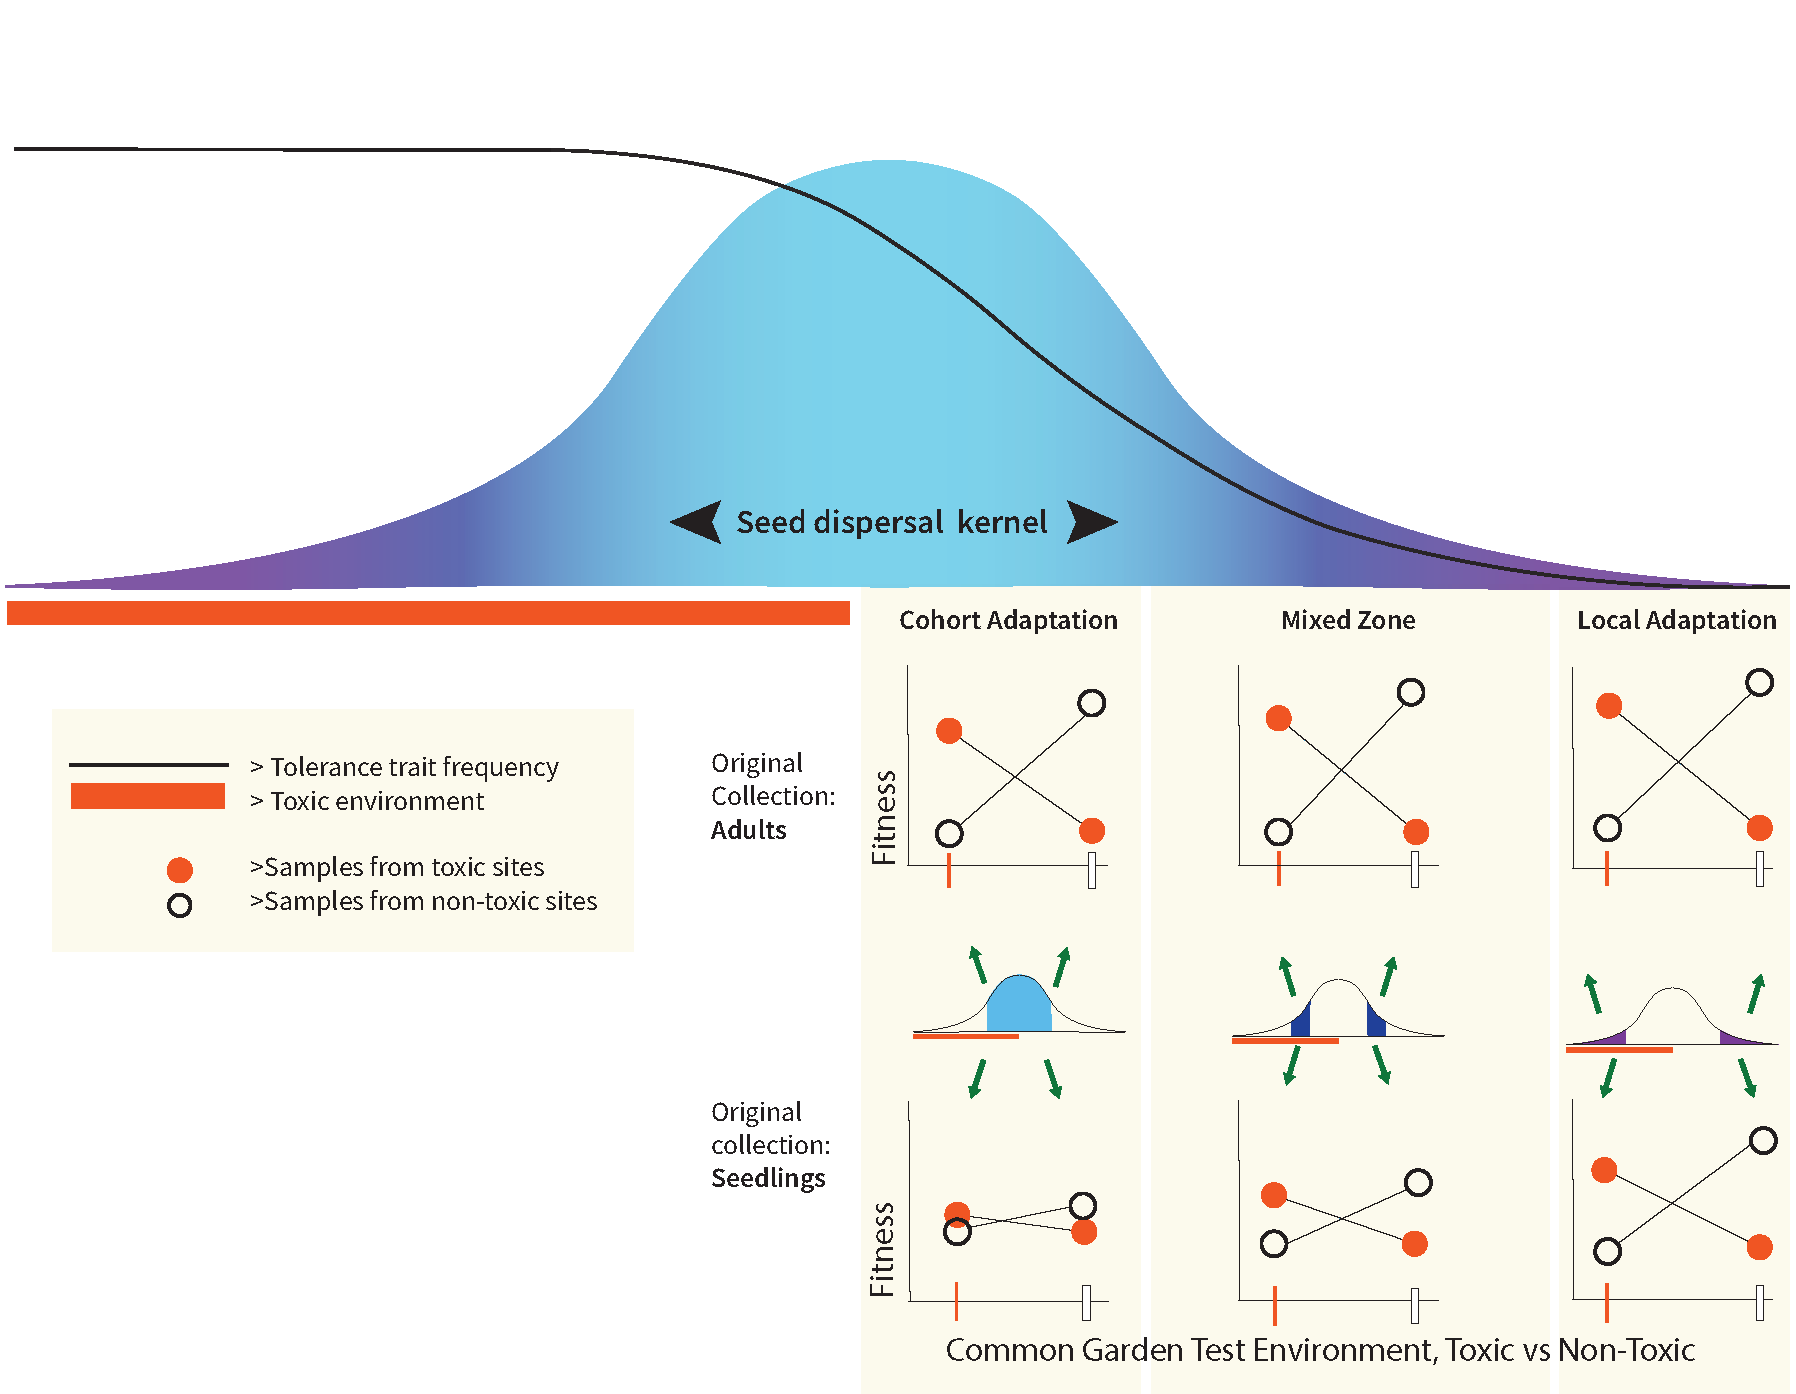 Seed dispersal kernel
Cohort Adaptation
Mixed Zone
Local Adaptation
> Tolerance trait frequency
> Toxic environment
>Samples from toxic sites
>Samples from non-toxic sites
Original
Collection:
Adults
Fitness
Original
collection:
Seedlings
Fitness
Common Garden Test Environment, Toxic vs Non-Toxic